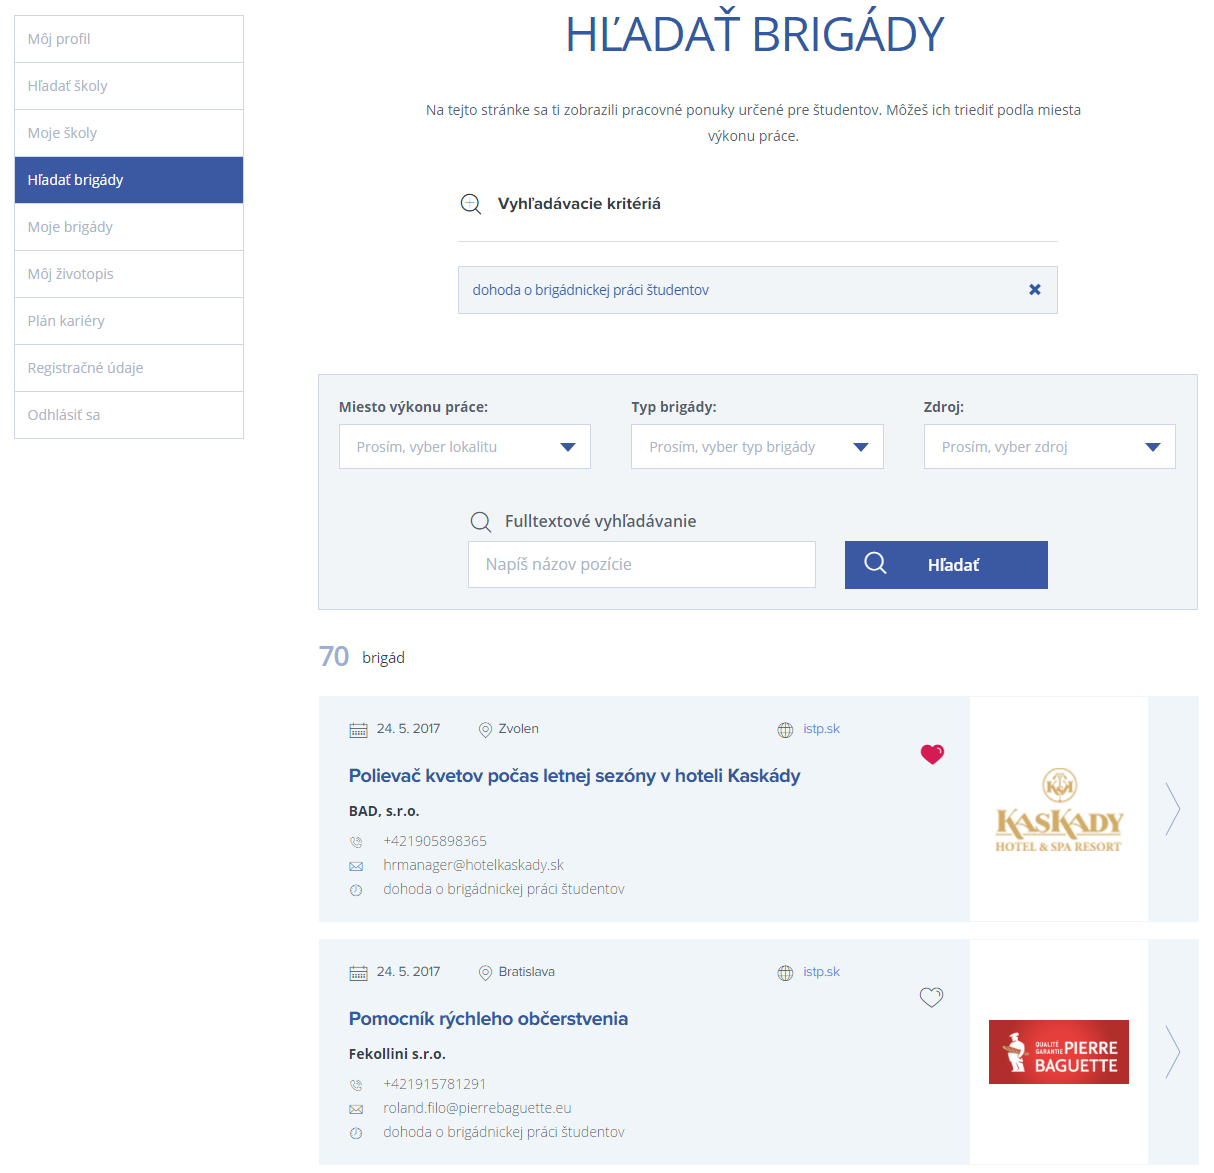 Môj profil
Hľadať školy
Moje školy
Hľadať brigády
Moje brigády
Môj životopis
Plán kariéry
Registračné údaje
Odhlásiť sa
HĽADAŤ BRIGÁDY
Na tejto stránke sa ti zobrazili pracovné ponuky určené pre študentov. Môžeš ich triediť podľa miesta
výkonu práce.
Vyhľadávacie kritériá
dohoda o brigádnickej práci študentov
Miesto výkonu práce:
Prosím, vyber lokalitu
Typ brigády:
Prosím, vyber typ brigády
Zdroj:
Prosím, vyber zdroj
Fulltextové vyhľadávanie
Napíš názov pozície
Hľadať
70 brigád
24. 5. 2017 Zvolen istp.sk
Polievač kvetov počas letnej sezóny v hoteli Kaskády
BAD, s.r.o.
+421905898365
hrmanager@hotelkaskady.sk
dohoda o brigádnickej práci študentov
KASKADY
HOTEL & SPA RESORT
24. 5. 2017 Bratislava istp.sk
Pomocník rýchleho občerstvenia
Fekollini s.r.o.
+421915781291
roland.filo@pierrebaguette.eu
dohoda o brigádnickej práci študentov
QUALITÉ
GARANTIE
PIERRE
BAGUETTE